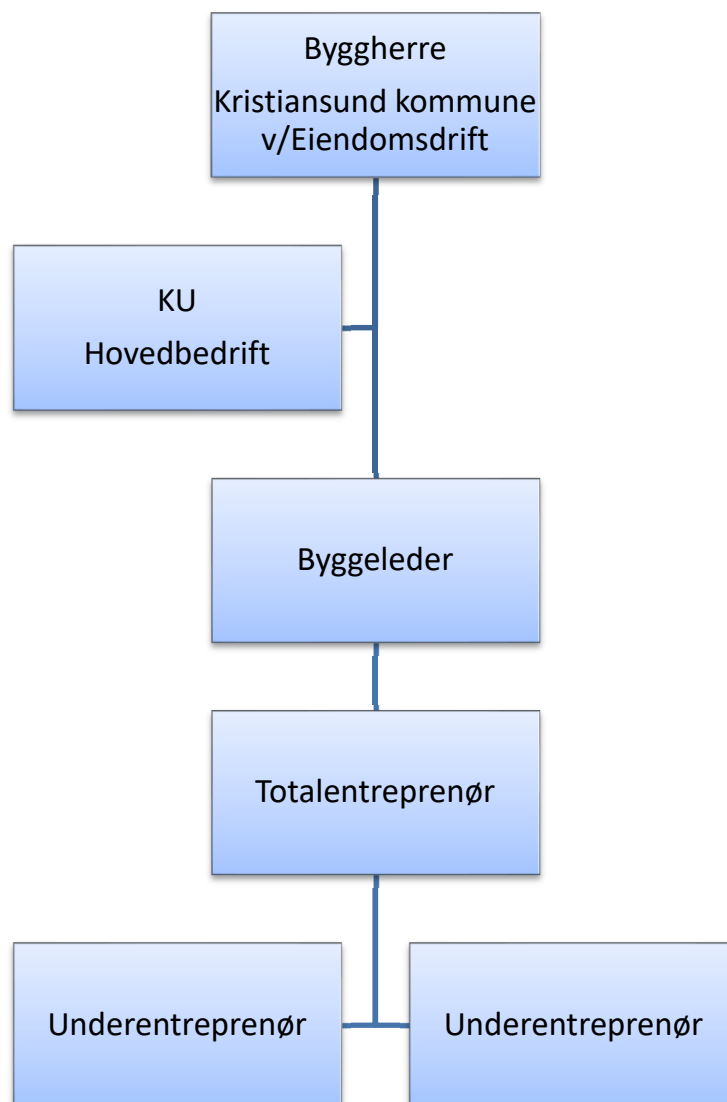 Byggherre
Kristiansund kommune
v/Eiendomsdrift
KU
Hovedbedrift
Byggeleder
Totalentreprenør
Underentreprenør
Underentreprenør